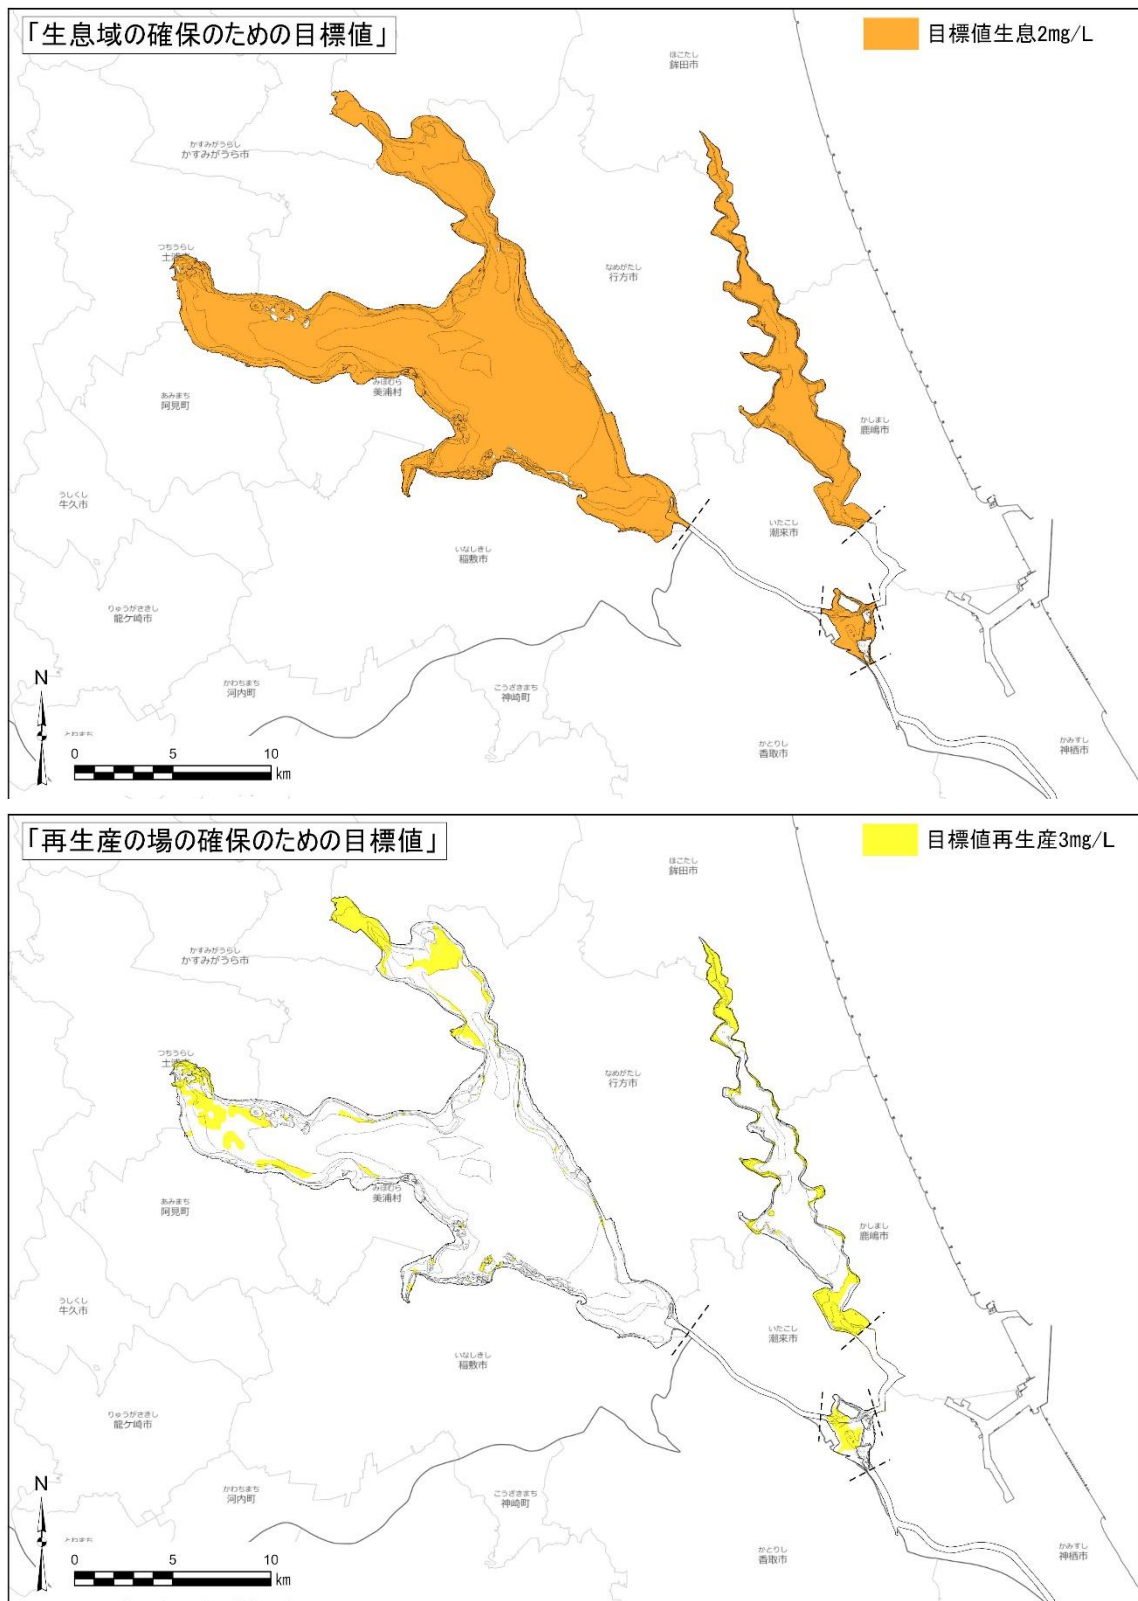 「生息域の確保のための目標値」
目標値生息2mg/L
ほこたし
鉾田市
かすみがうらし
かすみがうら市
つちうらし
なめがたし
行方市
みほむら
美浦村
あみまち
阿見町
かしまし
鹿嶋市
うしくし
牛久市
いたこし
潮来市
いなしきし
稲敷市
りゅうがさきし
龍ケ崎市
かわちまち
河内町
こうざきまち
神崎町
かとりし
香取市
かみすし
神栖市
N
0 5 10
km
「再生産の場の確保のための目標値」
目標値再生産3mg/L
ほこたし
鉾田市
かすみがうらし
かすみがうら市
つちうらし
なめがたし
行方市
みほむら
美浦村
あみまち
阿見町
かしまし
鹿嶋市
うしくし
牛久市
いたこし
潮来市
いなしきし
稲敷市
りゅうがさきし
龍ケ崎市
かわちまち
河内町
こうざきまち
神崎町
かとりし
香取市
かみすし
神栖市
N
0 5 10
km